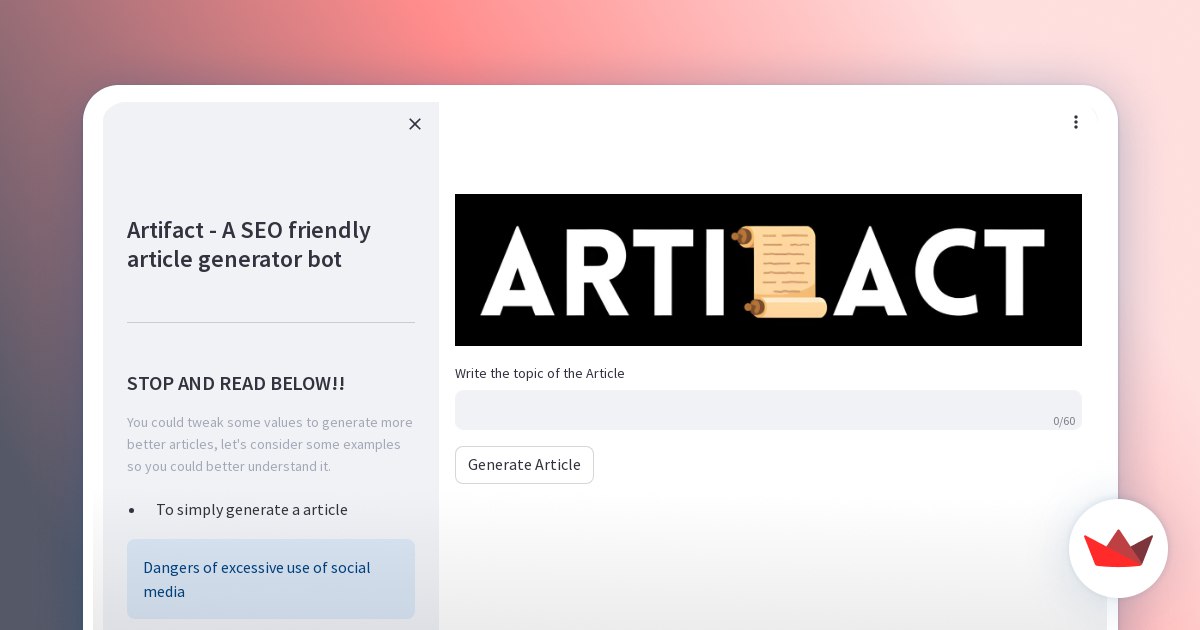 Artifact - A SEO friendly
article generator bot
STOP AND READ BELOW!!
You could tweak some values to generate more
better articles, let's consider some examples
so you could better understand it.
• To simply generate a article
Dangers of excessive use of social
media
ARTI ACT
Write the topic of the Article
0/60
Generate Article